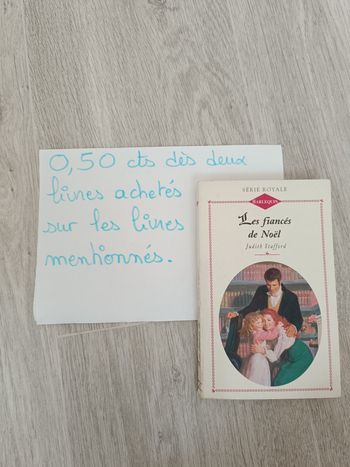 0,50 cts dès deux
livres achetés
sur les livres
mentionnés.
SÉRIE ROYALE
HARLEQUIN
Les fiancés
de Noël
Judith Stafford